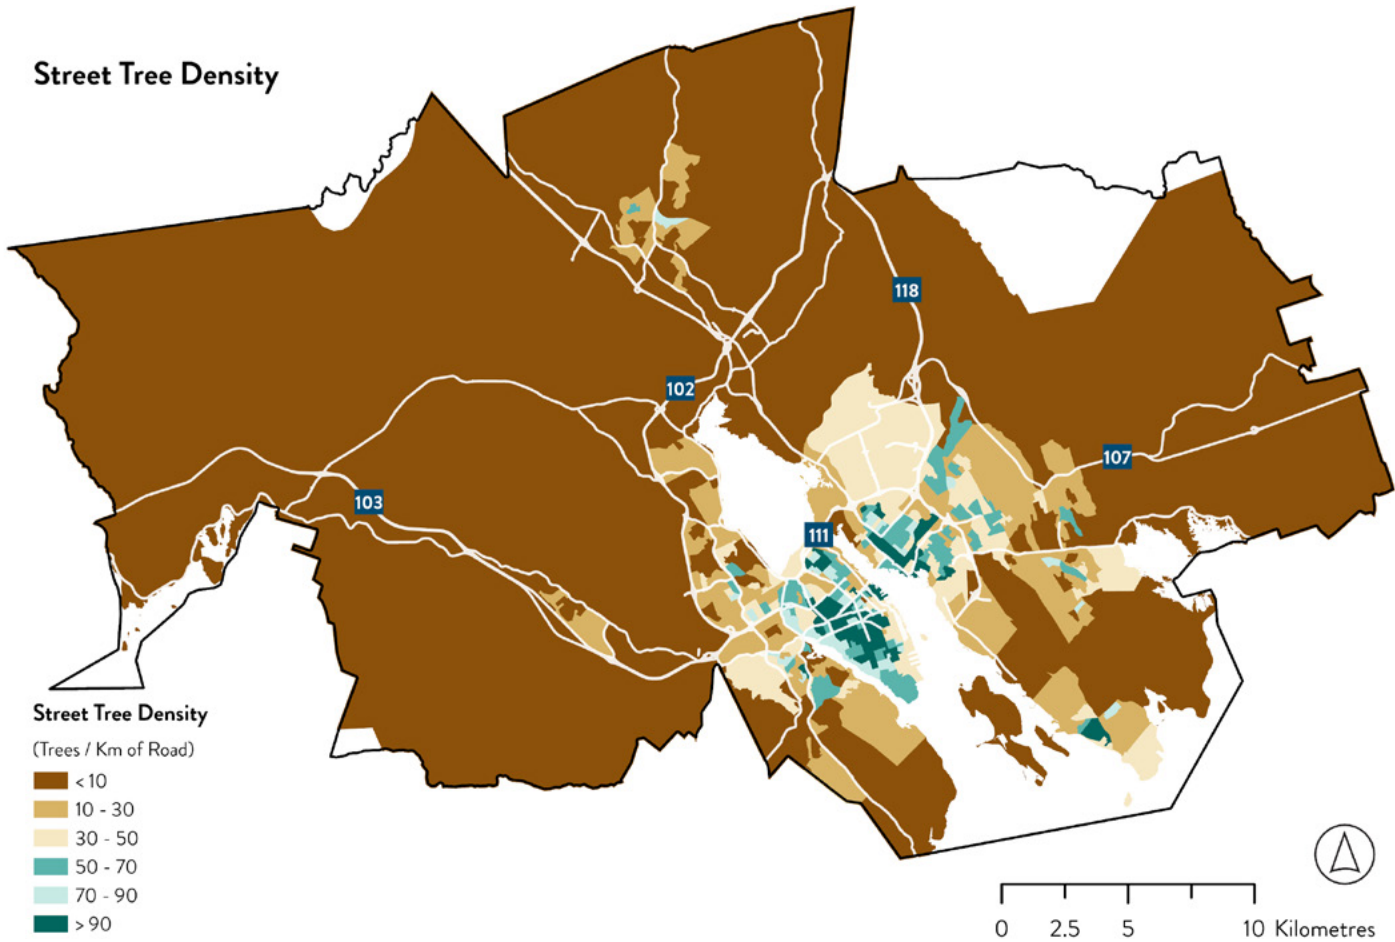 Street Tree Density
118
102
107
103
111
Street Tree Density
(Trees / Km of Road)
< 10
10 - 30
30 - 50
50 - 70
70 - 90
> 90
0 2.5 5 10 Kilometres